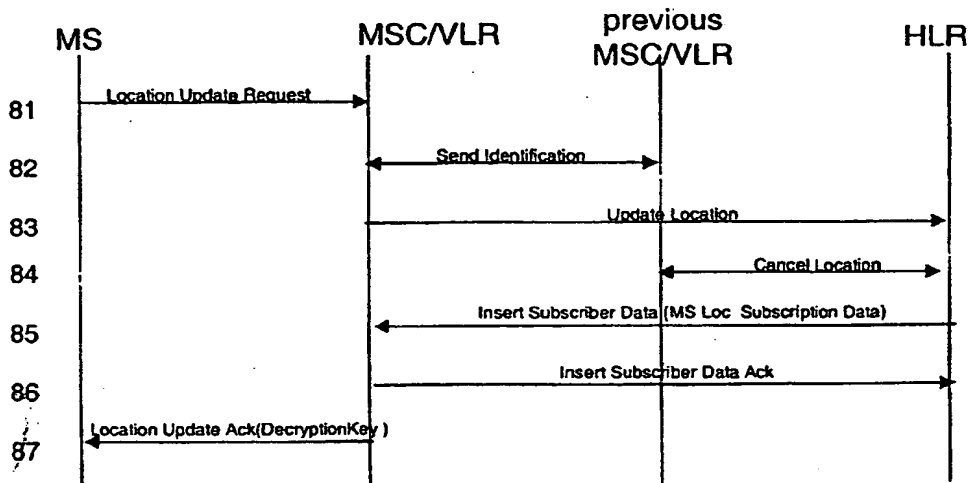 MS
MSC/VLR
previous
MSC/VLR
HLR
81
Location Update Request
82
Send Identification
83
Update Location
84
Cancel Location
85
Insert Subscriber Data (MS Loc Subscription Data)
86
Insert Subscriber Data Ack
87
Location Update Ack(DecryptionKey )